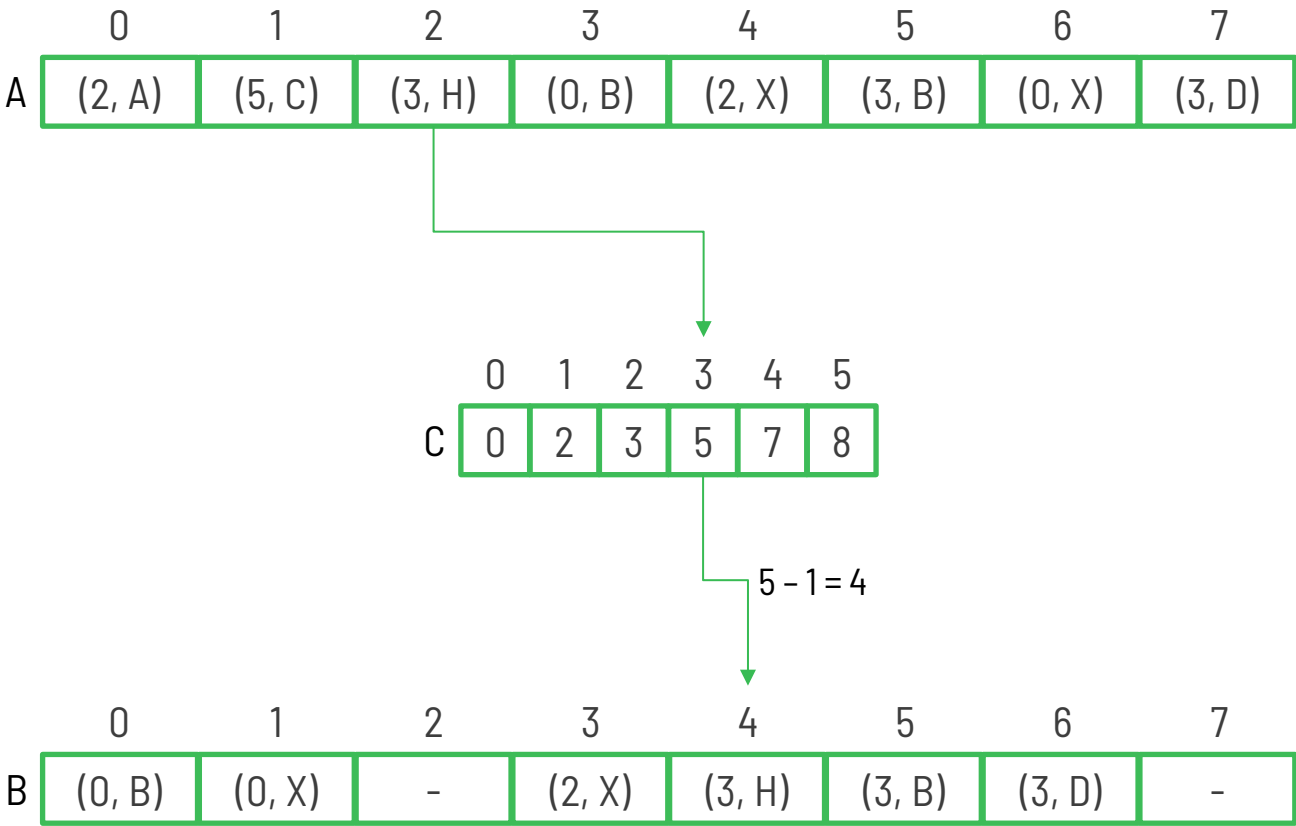 0 1 2 3 4 5 6 7
A (2, A) (5, C) (3, H) (0, B) (2, X) (3, B) (0, X) (3, D)
0 1 2 3 4 5
C 0 2 3 5 7 8
5 – 1 = 4
0 1 2 3 4 5 6 7
B (0, B) (0, X) - (2, X) (3, H) (3, B) (3, D) -